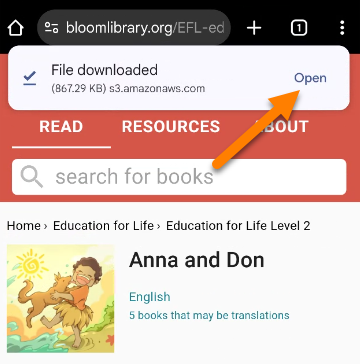 bloomlibrary.org/EFL-ed
1
File downloaded
(867.29 KB) s3.amazonaws.com
Open
READ RESOURCES ABOUT
search for books
Home › Education for Life › Education for Life Level 2
Anna and Don
English
5 books that may be translations